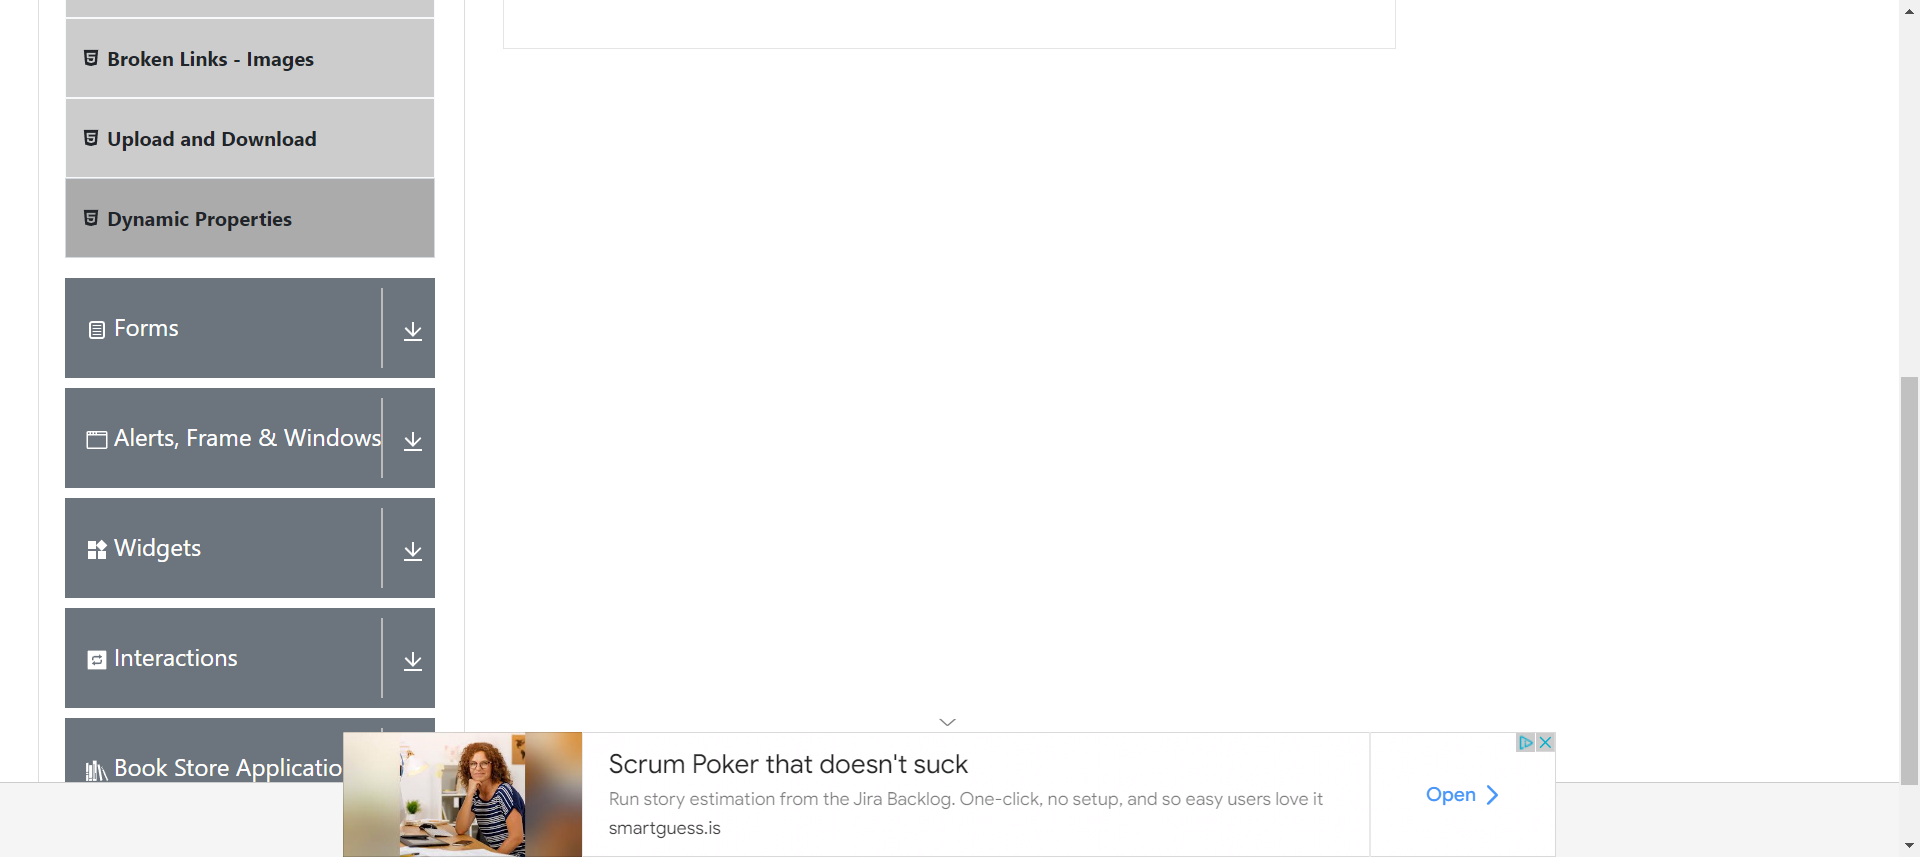 Broken Links - Images
Upload and Download
Dynamic Properties
Forms
Alerts, Frame & Windows
Widgets
Interactions
Book Store Applicatio
Scrum Poker that doesn't suck
Run story estimation from the Jira Backlog. One-click, no setup, and so easy users love it
smartguess.is
Open